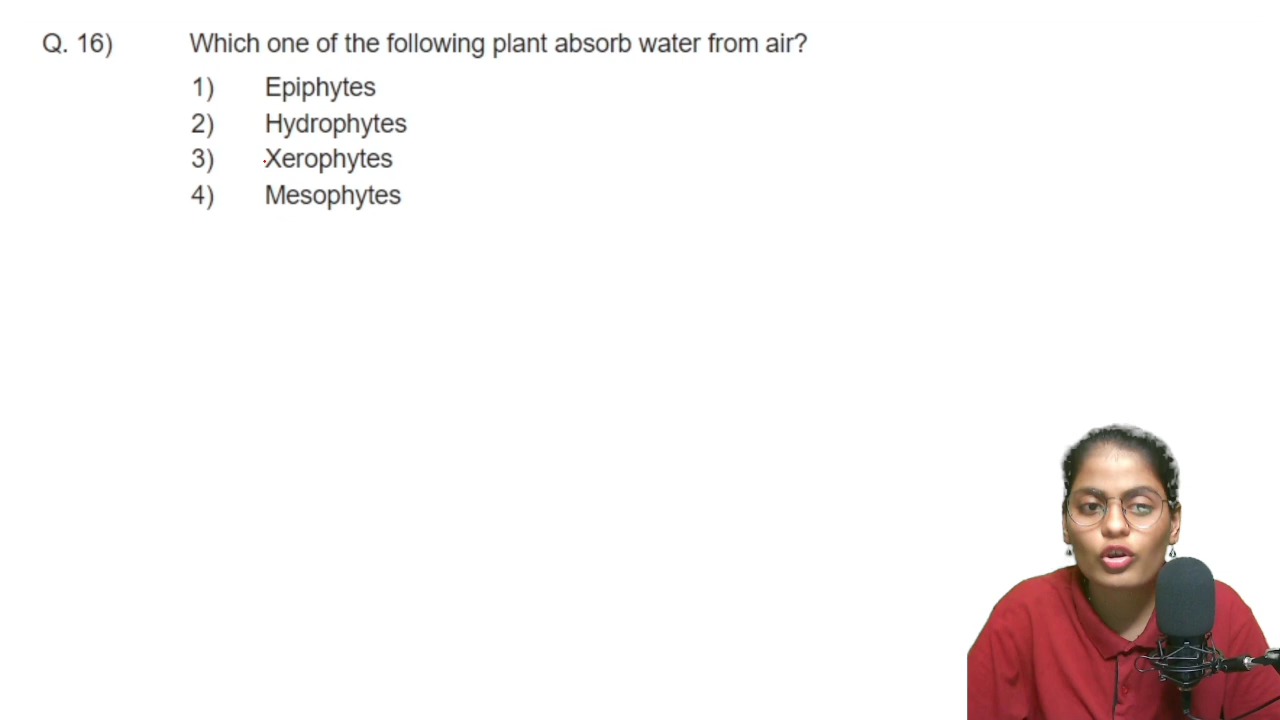 Q. 16) Which one of the following plant absorb water from air?
1) Epiphytes
2) Hydrophytes
3) Xerophytes
4) Mesophytes